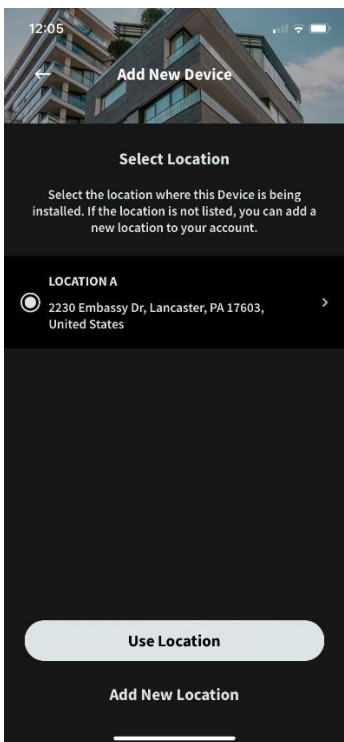 12:05
Add New Device
Select Location
Select the location where this Device is being
installed. If the location is not listed, you can add a
new location to your account.
LOCATION A
2230 Embassy Dr, Lancaster, PA 17603,
United States
Use Location
Add New Location